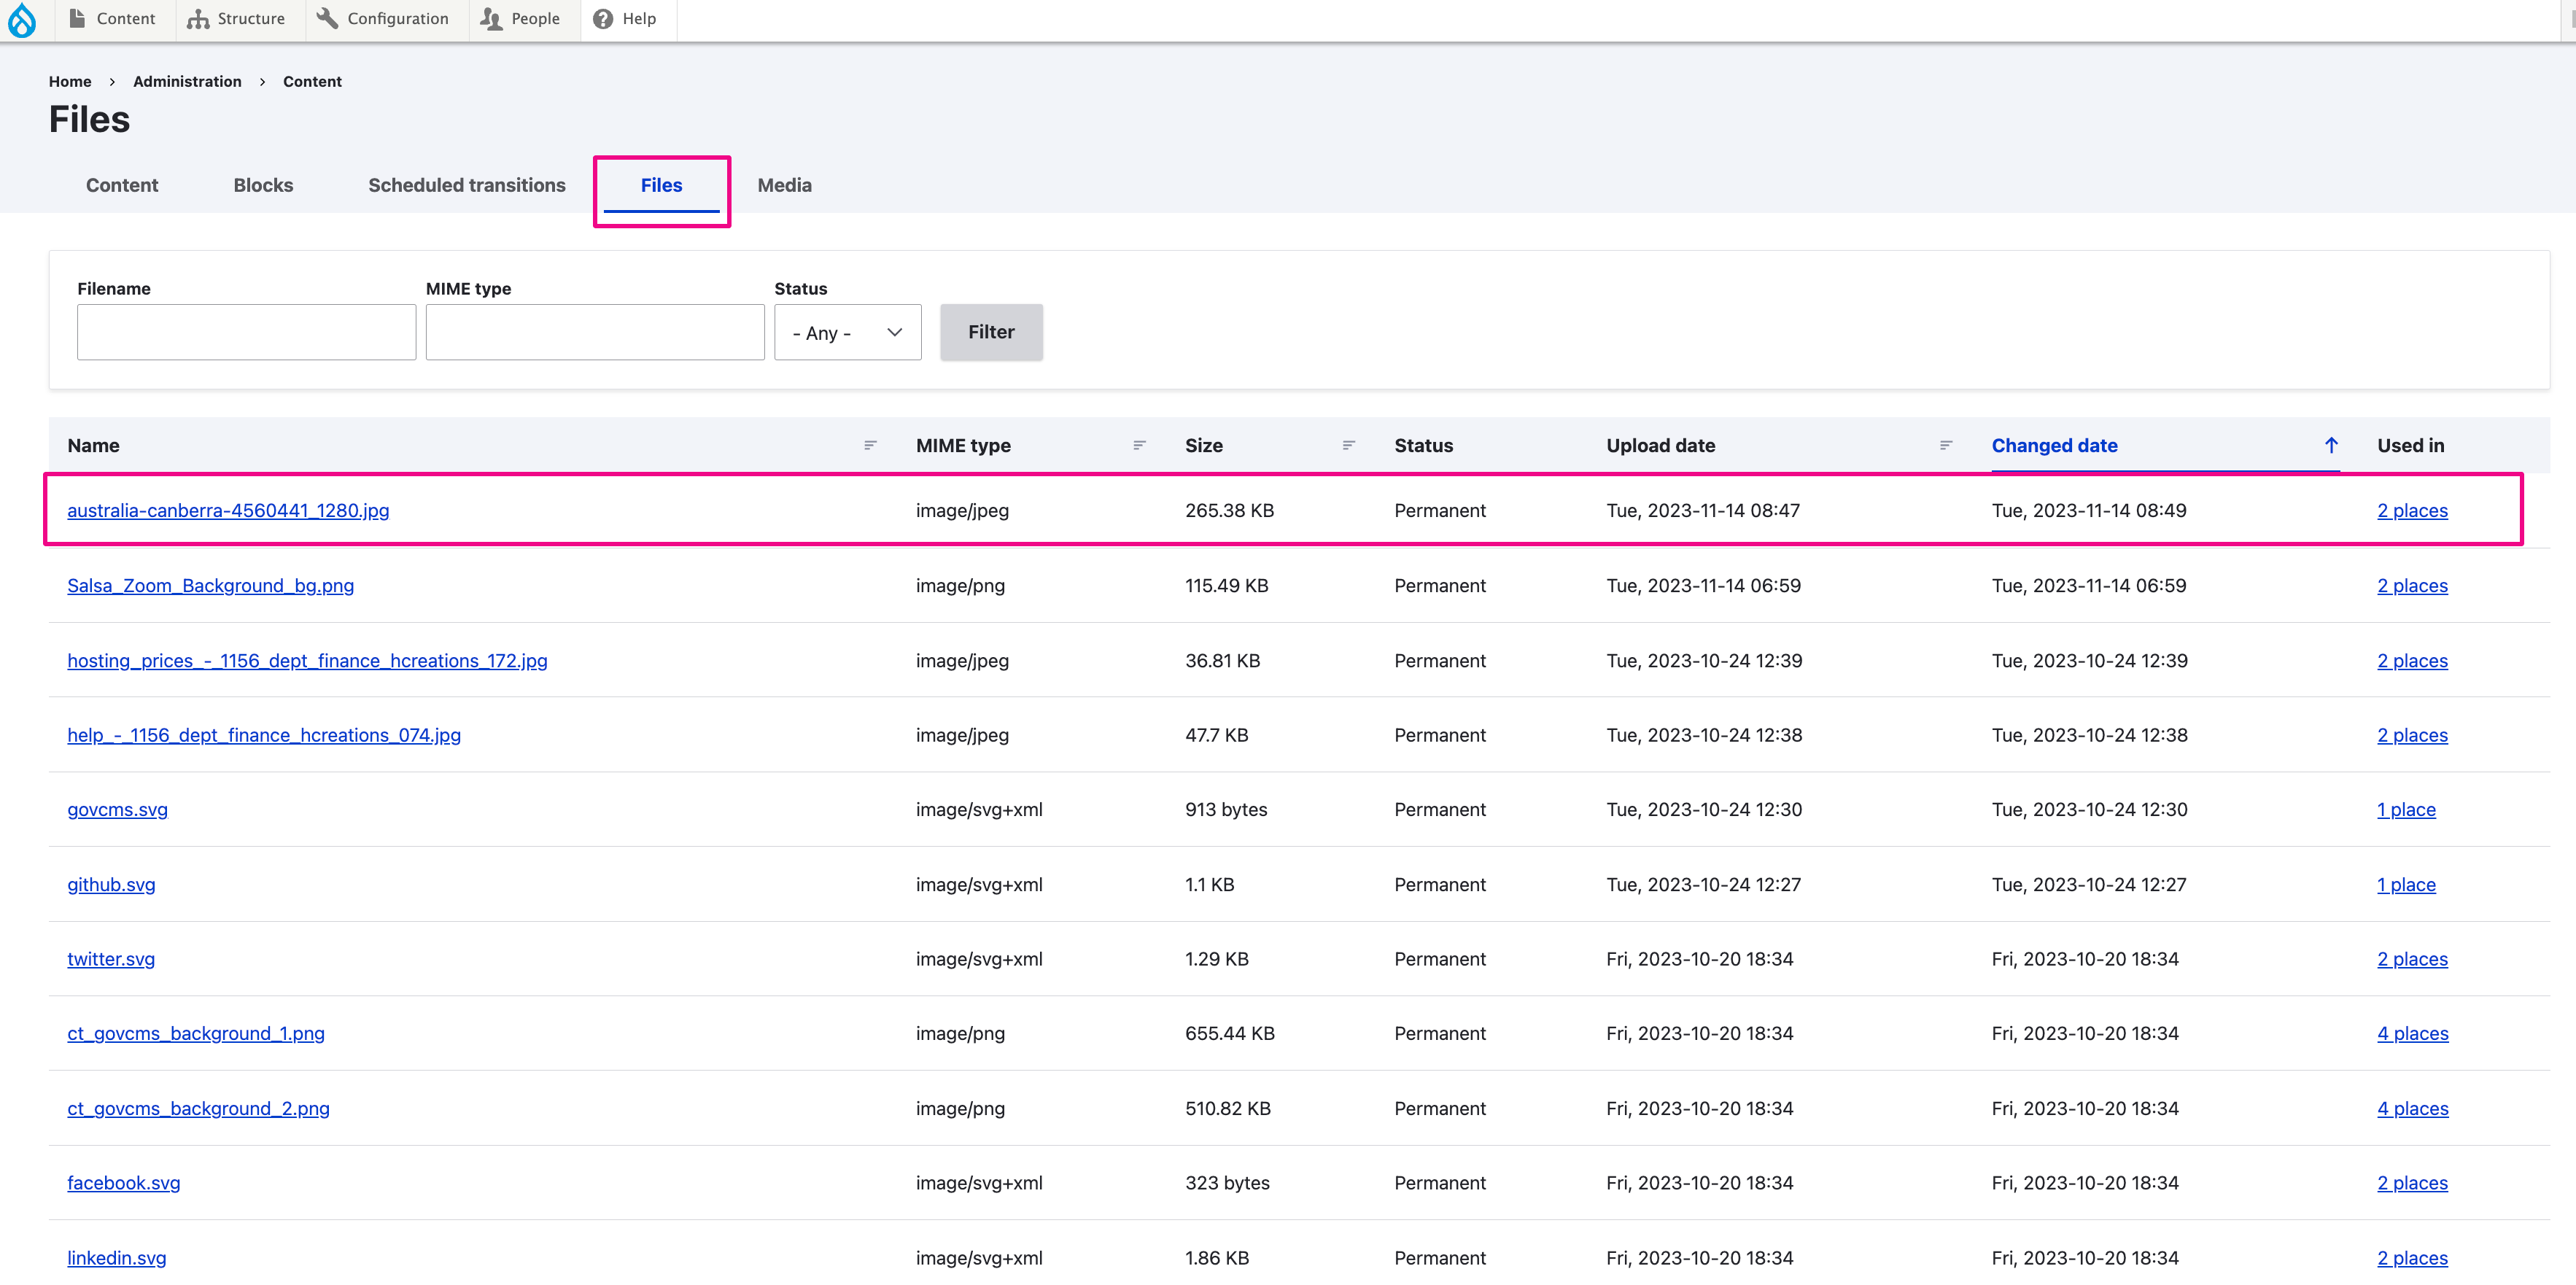 Content Structure Configuration People Help
Home › Administration › Content
Files
Content Blocks Scheduled transitions Files Media
Filename MIME type Status
- Any - Filter
Name MIME type Size Status Upload date Changed date Used in
australia-canberra-4560441_1280.jpg image/jpeg 265.38 KB Permanent Tue, 2023-11-14 08:47 Tue, 2023-11-14 08:49 2 places
Salsa_Zoom_Background_bg.png image/png 115.49 KB Permanent Tue, 2023-11-14 06:59 Tue, 2023-11-14 06:59 2 places
hosting_prices_-_1156_dept_finance_hcreations_172.jpg image/jpeg 36.81 KB Permanent Tue, 2023-10-24 12:39 Tue, 2023-10-24 12:39 2 places
help_-_1156_dept_finance_hcreations_074.jpg image/jpeg 47.7 KB Permanent Tue, 2023-10-24 12:38 Tue, 2023-10-24 12:38 2 places
govcms.svg image/svg+xml 913 bytes Permanent Tue, 2023-10-24 12:30 Tue, 2023-10-24 12:30 1 place
github.svg image/svg+xml 1.1 KB Permanent Tue, 2023-10-24 12:27 Tue, 2023-10-24 12:27 1 place
twitter.svg image/svg+xml 1.29 KB Permanent Fri, 2023-10-20 18:34 Fri, 2023-10-20 18:34 2 places
ct_govcms_background_1.png image/png 655.44 KB Permanent Fri, 2023-10-20 18:34 Fri, 2023-10-20 18:34 4 places
ct_govcms_background_2.png image/png 510.82 KB Permanent Fri, 2023-10-20 18:34 Fri, 2023-10-20 18:34 4 places
facebook.svg image/svg+xml 323 bytes Permanent Fri, 2023-10-20 18:34 Fri, 2023-10-20 18:34 2 places
linkedin.svg image/svg+xml 1.86 KB Permanent Fri, 2023-10-20 18:34 Fri, 2023-10-20 18:34 2 places